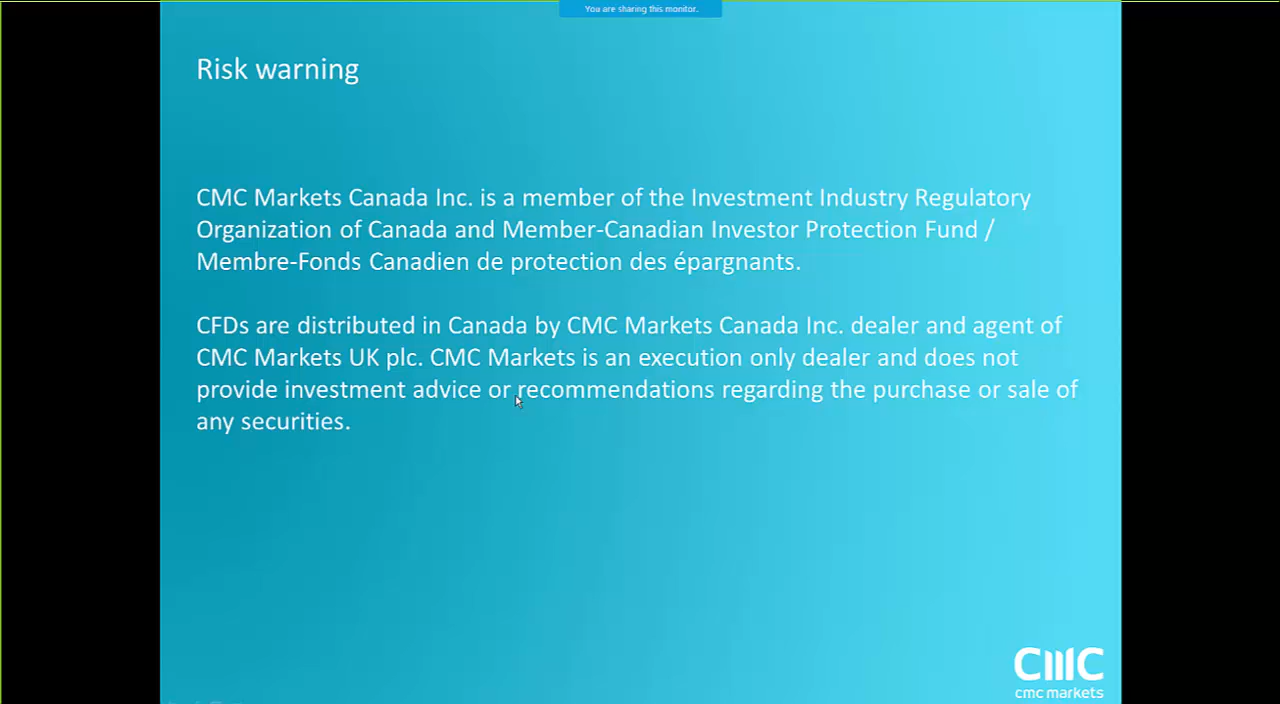 You are sharing this monitor.
Risk warning
CMC Markets Canada Inc. is a member of the Investment Industry Regulatory
Organization of Canada and Member-Canadian Investor Protection Fund /
Membre-Fonds Canadien de protection des épargnants.
CFDs are distributed in Canada by CMC Markets Canada Inc. dealer and agent of
CMC Markets UK plc. CMC Markets is an execution only dealer and does not
provide investment advice or recommendations regarding the purchase or sale of
any securities.
CMC
cmc markets